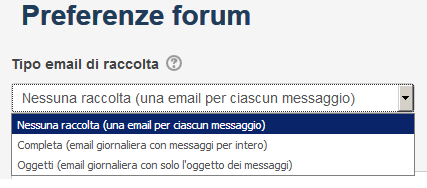 Preferenze forum
Tipo email di raccolta
Nessuna raccolta (una email per ciascun messaggio)
Nessuna raccolta (una email per ciascun messaggio)
Completa (email giornaliera con messaggi per intero)
Oggetti (email giornaliera con solo l'oggetto dei messaggi)